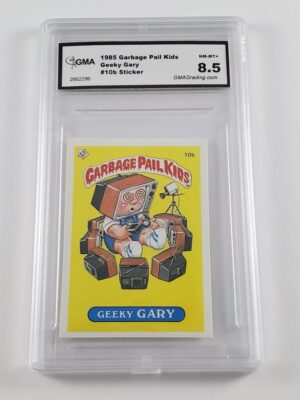 GMA
1985 Garbage Pail Kids
Geeky Gary
#10b Sticker
NM-MT+
8.5
GMAGrading.com
10b
GARBAGE PAIL KIDS
GEEKY GARY